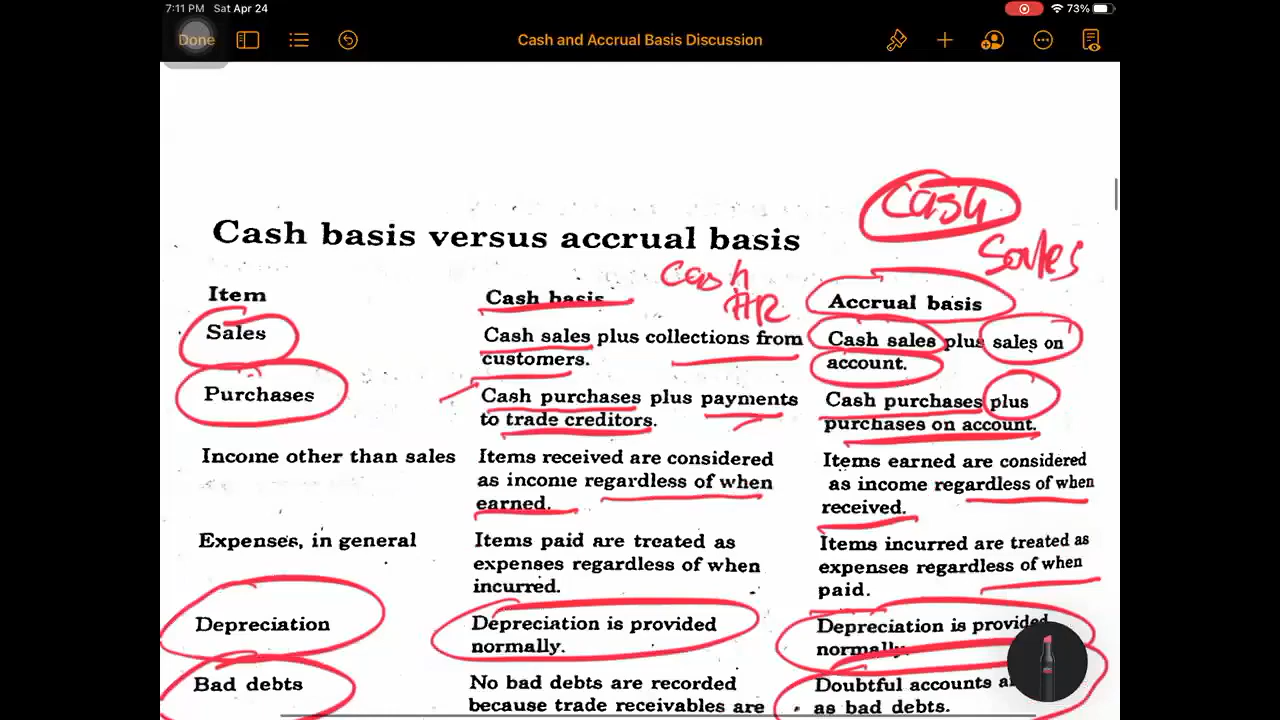 7:11 PM Sat Apr 24
73%
Done
Cash and Accrual Basis Discussion
Cash
Sales
Cash basis versus accrual basis
Cash
AR
Item
Cash basis
Accrual basis
Sales
Cash sales plus collections from
customers.
Cash sales plus sales on
account.
Purchases
Cash purchases plus payments
to trade creditors.
Cash purchases plus
purchases on account.
Income other than sales
Items received are considered
as income regardless of when
earned.
Items earned are considered
as income regardless of when
received.
Expenses, in general
Items paid are treated as
expenses regardless of when
incurred.
Items incurred are treated as
expenses regardless of when
paid.
Depreciation
Depreciation is provided
normally.
Depreciation is provided
normally.
Bad debts
No bad debts are recorded
because trade receivables are
Doubtful accounts
as bad debts.